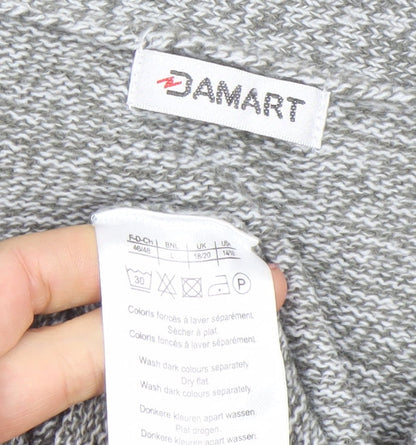 DAMART
F-D-CH BNL UK US
46/48 18/20
30 P
Coloris foncés à laver séparément.
Sécher à plat.
Coloris foncés à laver séparément.
Wash dark colours separately.
Dry flat.
Wash dark colours separately.
Donkere kleuren apart wassen.
Plat drogen.
Donkere kleuren apart wassen.